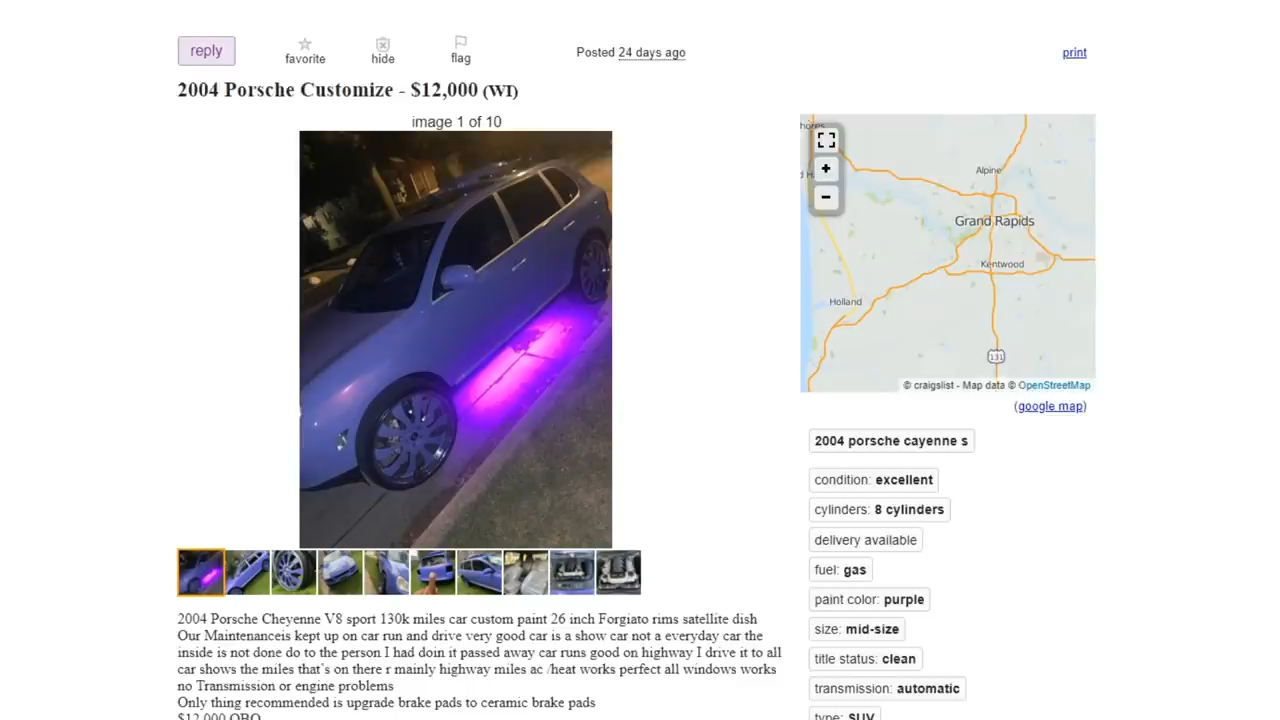 reply
favorite
hide
flag
Posted 24 days ago
print
2004 Porsche Customize - $12,000 (WI)
image 1 of 10
Alpine
Grand Rapids
Kentwood
Holland
131
© craigslist - Map data © OpenStreetMap
(google map)
2004 porsche cayenne s
condition: excellent
cylinders: 8 cylinders
delivery available
fuel: gas
paint color: purple
size: mid-size
title status: clean
transmission: automatic
type: SUV
2004 Porsche Cheyenne V8 sport 130k miles car custom paint 26 inch Forgiato rims satellite dish
Our Maintenanceis kept up on car run and drive very good car is a show car not a everyday car the
inside is not done do to the person I had doin it passed away car runs good on highway I drive it to all
car shows the miles that's on there r mainly highway miles ac /heat works perfect all windows works
no Transmission or engine problems
Only thing recommended is upgrade brake pads to ceramic brake pads
$12,000 OBO